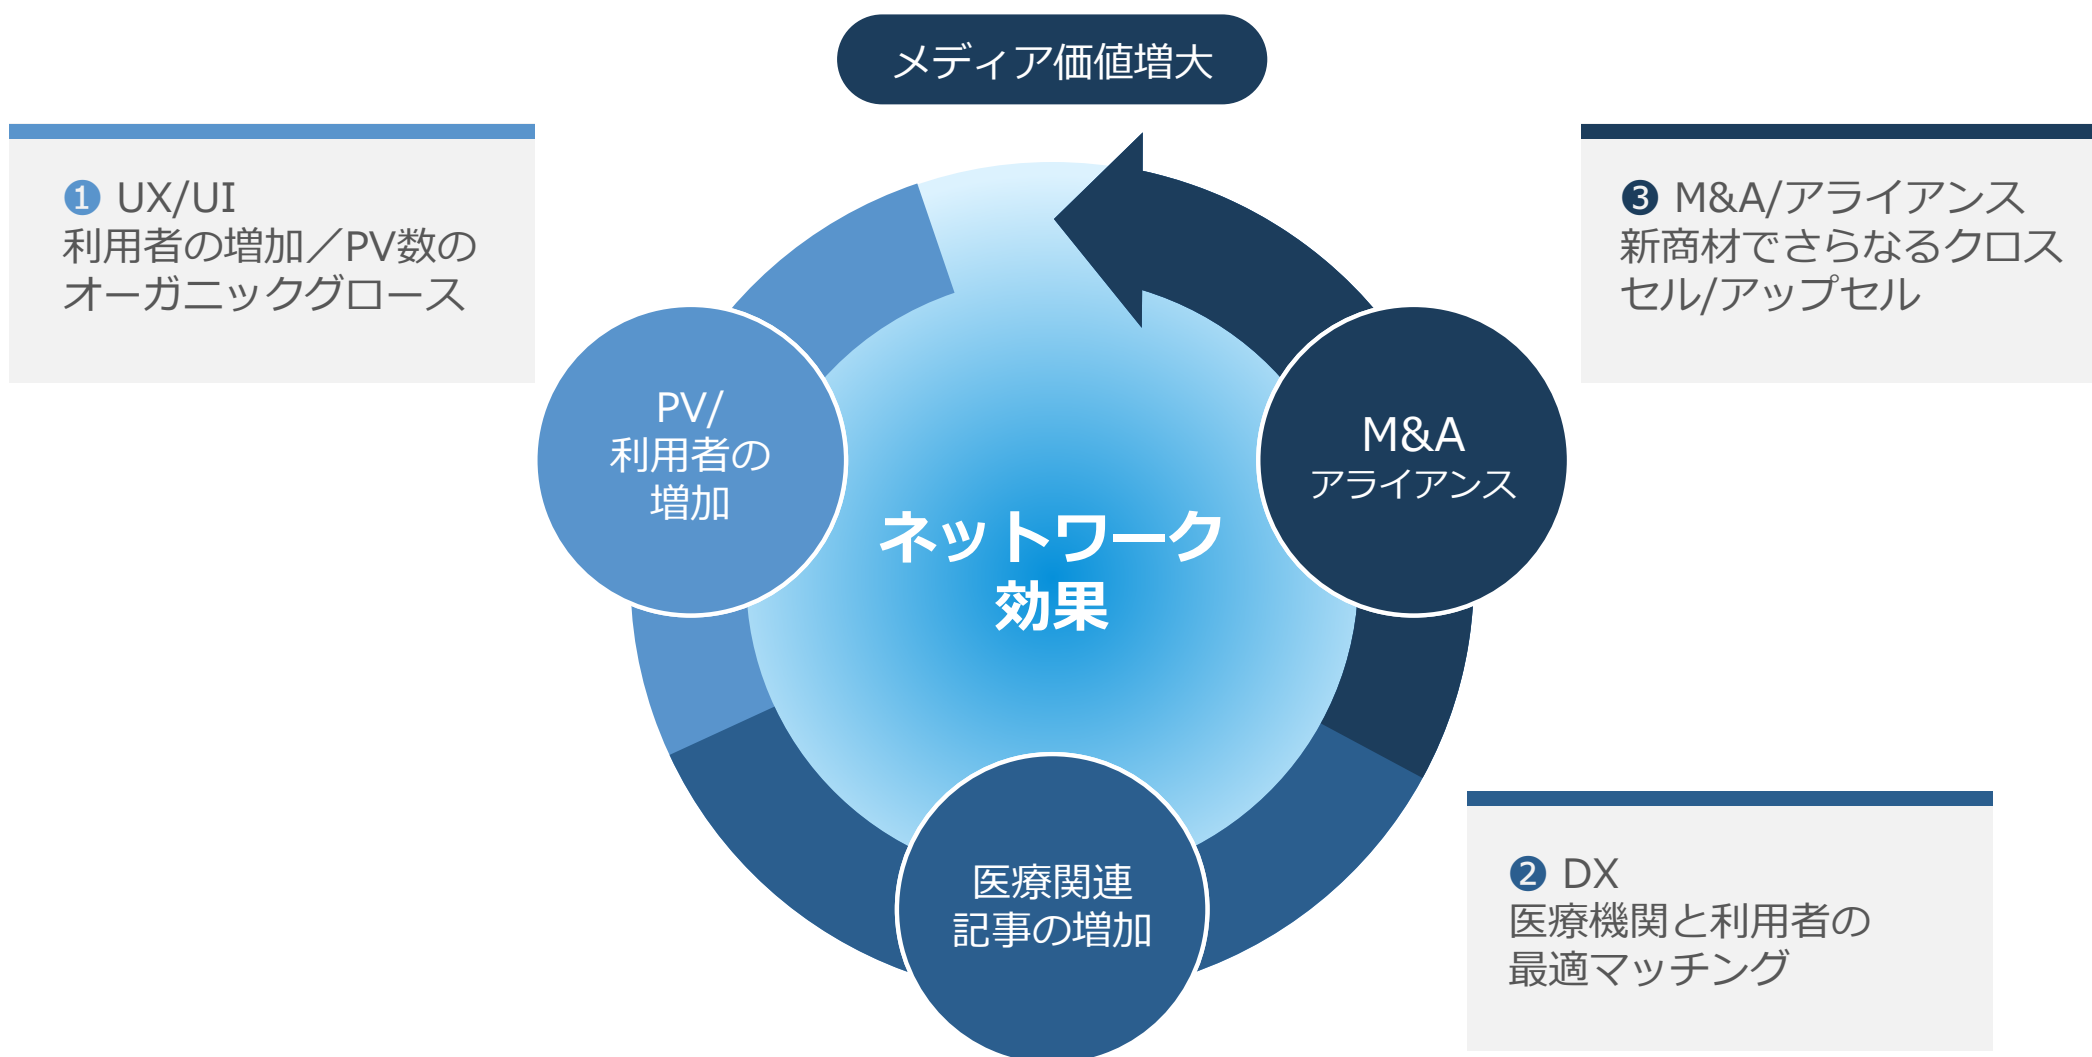 メディア価値増大
❶ UX/UI
利用者の増加／PV数の
オーガニックグロース
❸ M&A/アライアンス
新商材でさらなるクロス
セル/アップセル
PV/
利用者の
増加
M&A
アライアンス
ネットワーク
効果
医療関連
記事の増加
❷ DX
医療機関と利用者の
最適マッチング